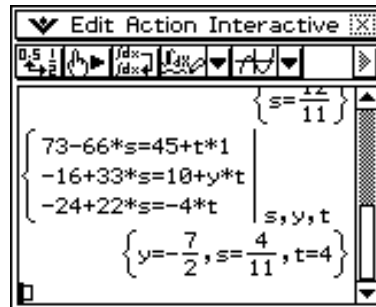 Edit Action Interactive
{s=12/11}
73-66*s=45+t*1
-16+33*s=10+y*t
-24+22*s=-4*t
s,y,t
{y=-7/2,s=4/11,t=4}